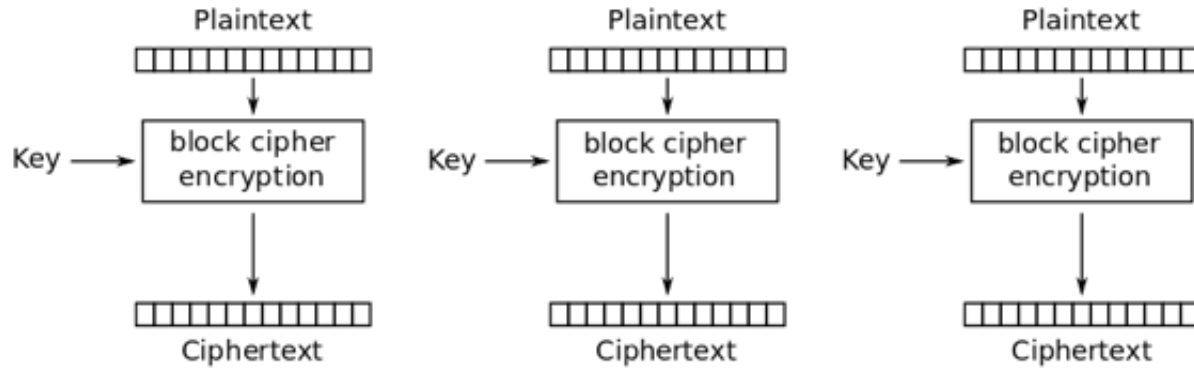 Plaintext
Plaintext
Plaintext
Key
block cipher
encryption
Key
block cipher
encryption
Key
block cipher
encryption
Ciphertext
Ciphertext
Ciphertext